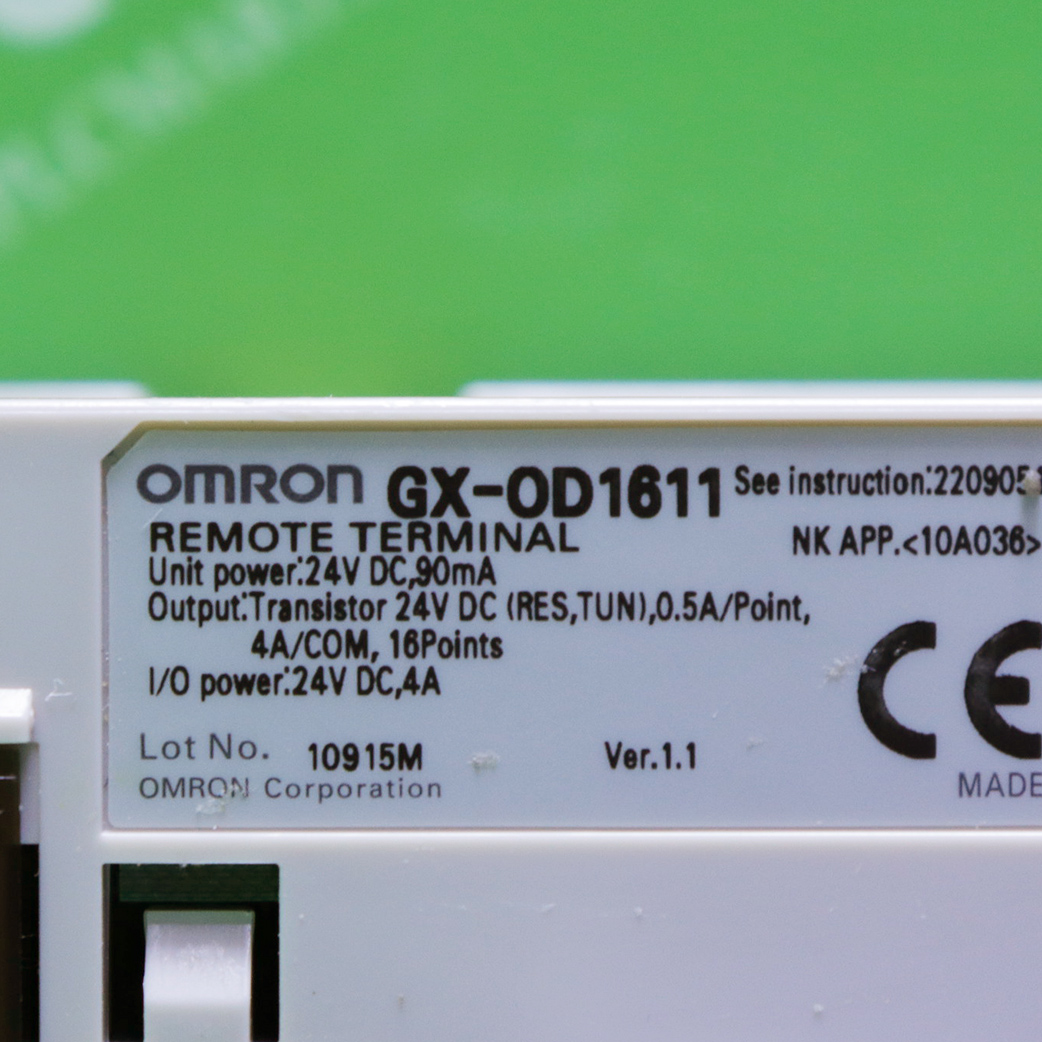 OMRON GX-OD1611 See instruction:220905
REMOTE TERMINAL NK APP.<10A036>
Unit power:24V DC,90mA
Output:Transistor 24V DC (RES,TUN),0.5A/Point,
4A/COM, 16Points
I/O power:24V DC,4A
CE
Lot No. 10915M Ver.1.1
OMRON Corporation MADE